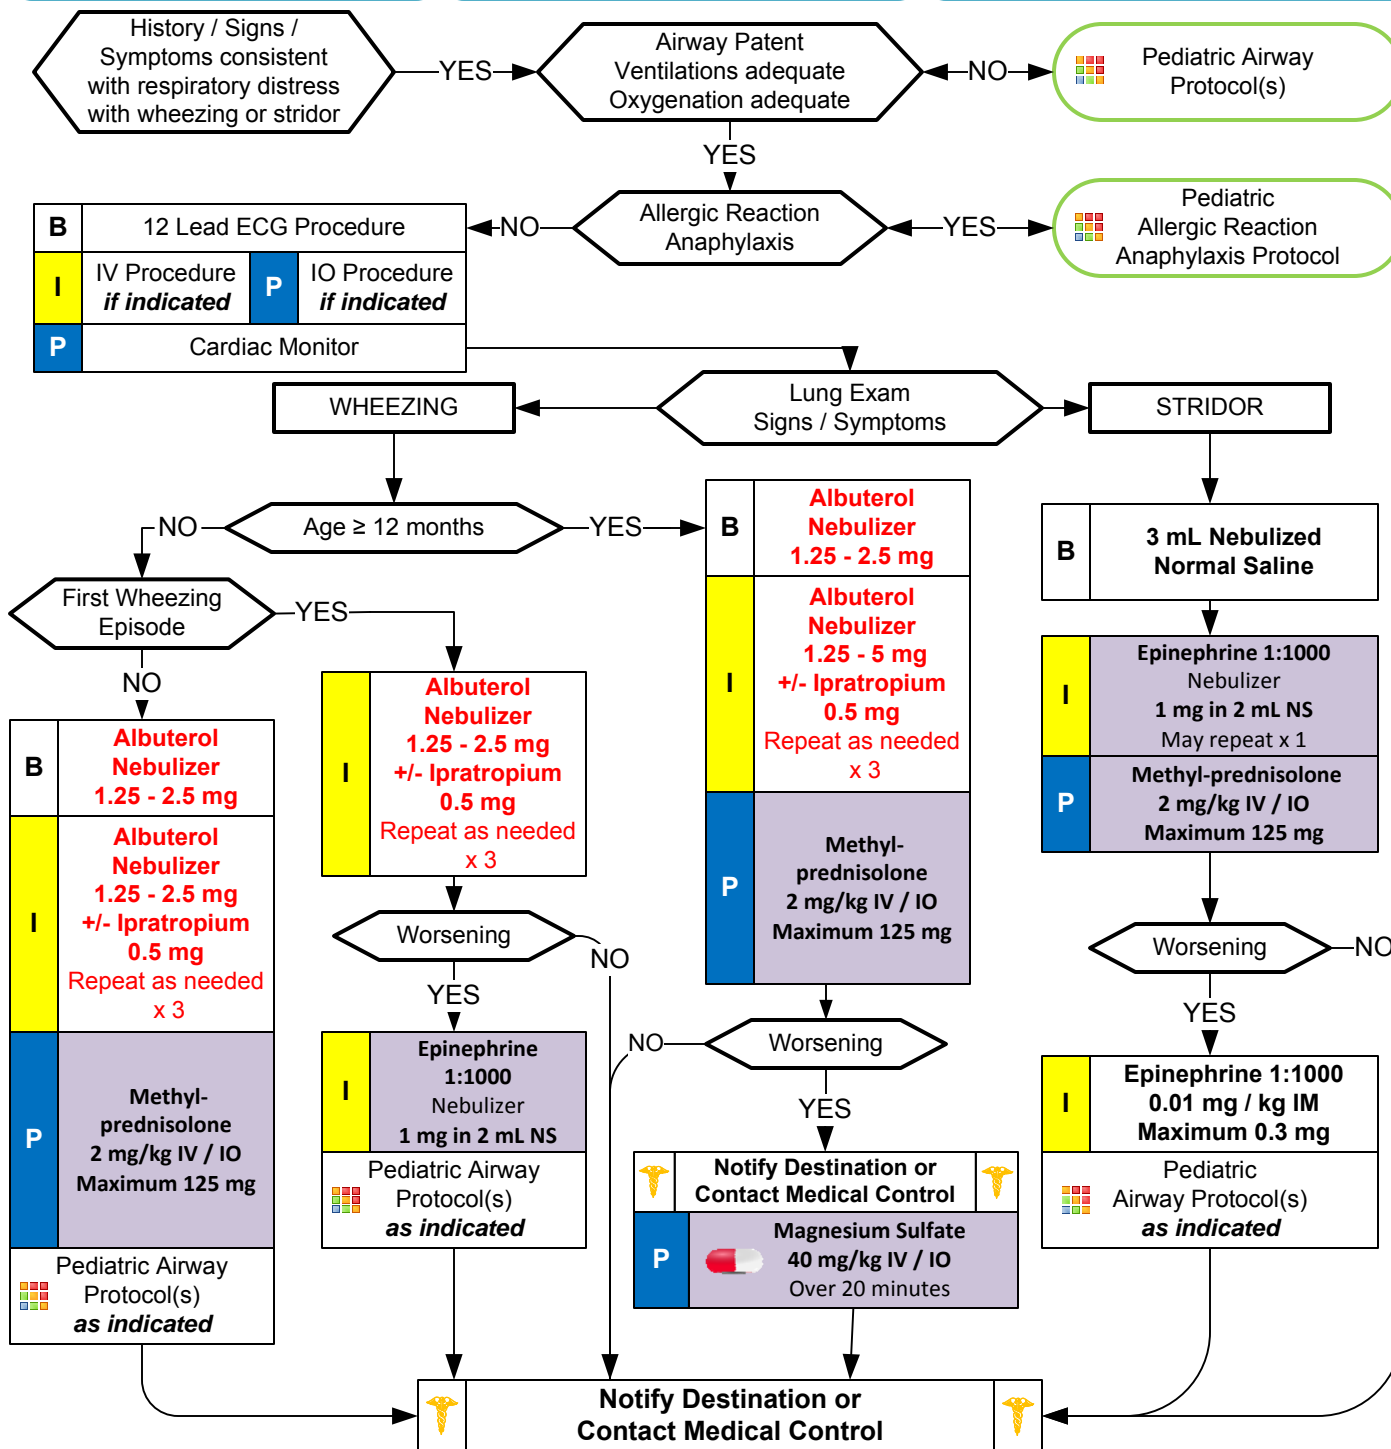 History / Signs /
Symptoms consistent
with respiratory distress
with wheezing or stridor
YES
Airway Patent
Ventilations adequate
Oxygenation adequate
NO
Pediatric Airway
Protocol(s)
YES
Allergic Reaction
Anaphylaxis
YES
Pediatric
Allergic Reaction
Anaphylaxis Protocol
NO
B
12 Lead ECG Procedure
I
IV Procedure
if indicated
P
IO Procedure
if indicated
P
Cardiac Monitor
Lung Exam
Signs / Symptoms
WHEEZING
STRIDOR
Age ≥ 12 months
NO
YES
First Wheezing
Episode
YES
NO
B
Albuterol
Nebulizer
1.25 - 2.5 mg
I
Albuterol
Nebulizer
1.25 - 2.5 mg
+/- Ipratropium
0.5 mg
Repeat as needed
x 3
P
Methyl-
prednisolone
2 mg/kg IV / IO
Maximum 125 mg
Pediatric Airway
Protocol(s)
as indicated
I
Albuterol
Nebulizer
1.25 - 2.5 mg
+/- Ipratropium
0.5 mg
Repeat as needed
x 3
Worsening
NO
YES
I
Epinephrine
1:1000
Nebulizer
1 mg in 2 mL NS
Pediatric Airway
Protocol(s)
as indicated
B
Albuterol
Nebulizer
1.25 - 2.5 mg
I
Albuterol
Nebulizer
1.25 - 5 mg
+/- Ipratropium
0.5 mg
Repeat as needed
x 3
P
Methyl-
prednisolone
2 mg/kg IV / IO
Maximum 125 mg
Worsening
NO
YES
Notify Destination or
Contact Medical Control
P
Magnesium Sulfate
40 mg/kg IV / IO
Over 20 minutes
B
3 mL Nebulized
Normal Saline
I
Epinephrine 1:1000
Nebulizer
1 mg in 2 mL NS
May repeat x 1
P
Methyl-prednisolone
2 mg/kg IV / IO
Maximum 125 mg
Worsening
NO
YES
I
Epinephrine 1:1000
0.01 mg / kg IM
Maximum 0.3 mg
Pediatric
Airway Protocol(s)
as indicated
Notify Destination or
Contact Medical Control